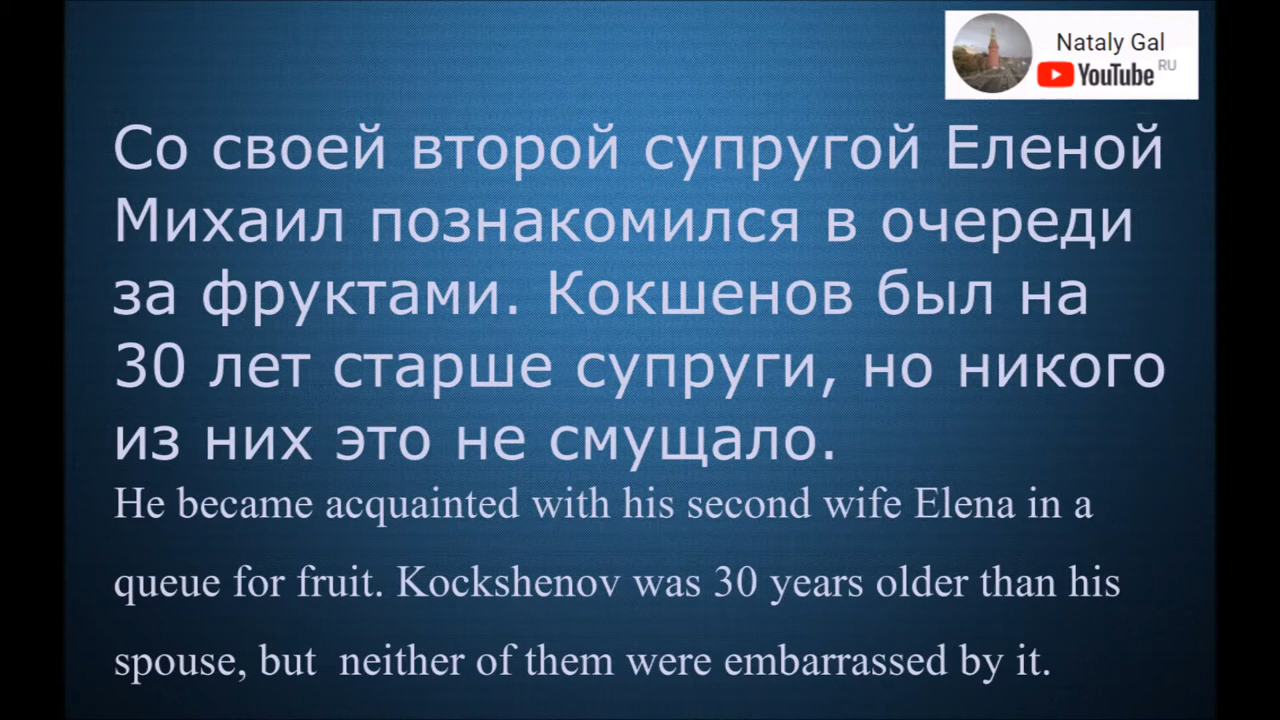 Nataly Gal
YouTube RU
Со своей второй супругой Еленой
Михаил познакомился в очереди
за фруктами. Кокшенов был на
30 лет старше супруги, но никого
из них это не смущало.
He became acquainted with his second wife Elena in a
queue for fruit. Kockshenov was 30 years older than his
spouse, but  neither of them were embarrassed by it.